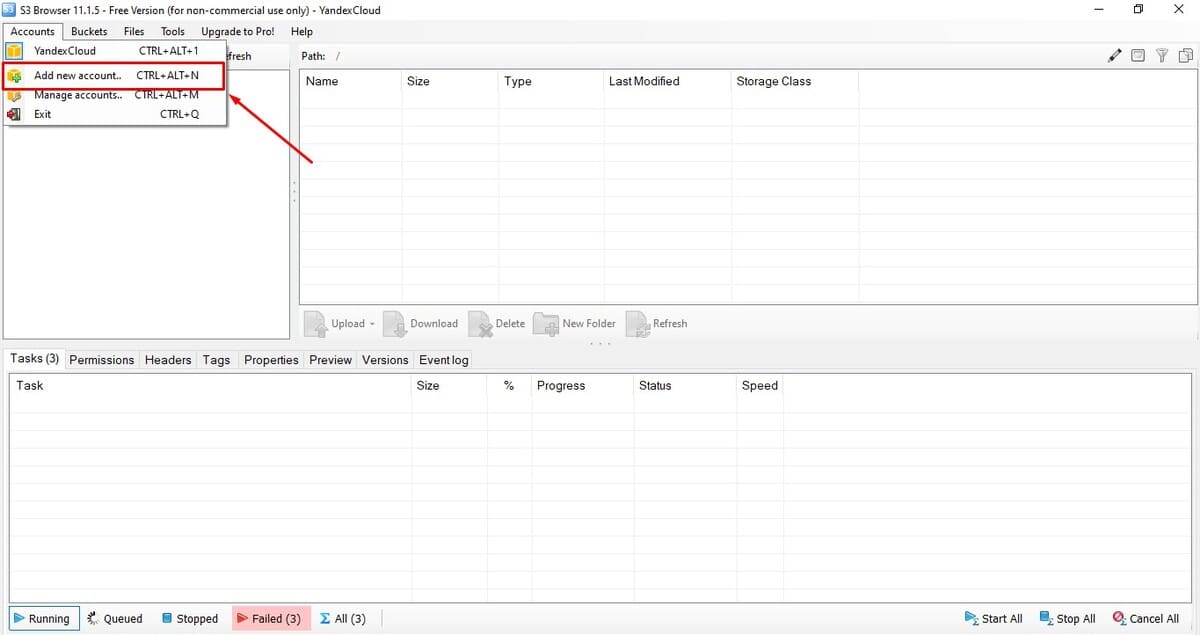 S3 Browser 11.1.5 - Free Version (for non-commercial use only) - YandexCloud
Accounts Buckets Files Tools Upgrade to Pro! Help
YandexCloud CTRL+ALT+1
Add new account.. CTRL+ALT+N
Manage accounts.. CTRL+ALT+M
Exit CTRL+Q
fresh
Path: /
Name Size Type Last Modified Storage Class
Upload Download Delete New Folder Refresh
Tasks (3) Permissions Headers Tags Properties Preview Versions Event log
Task Size % Progress Status Speed
Running Queued Stopped Failed (3) All (3) Start All Stop All Cancel All